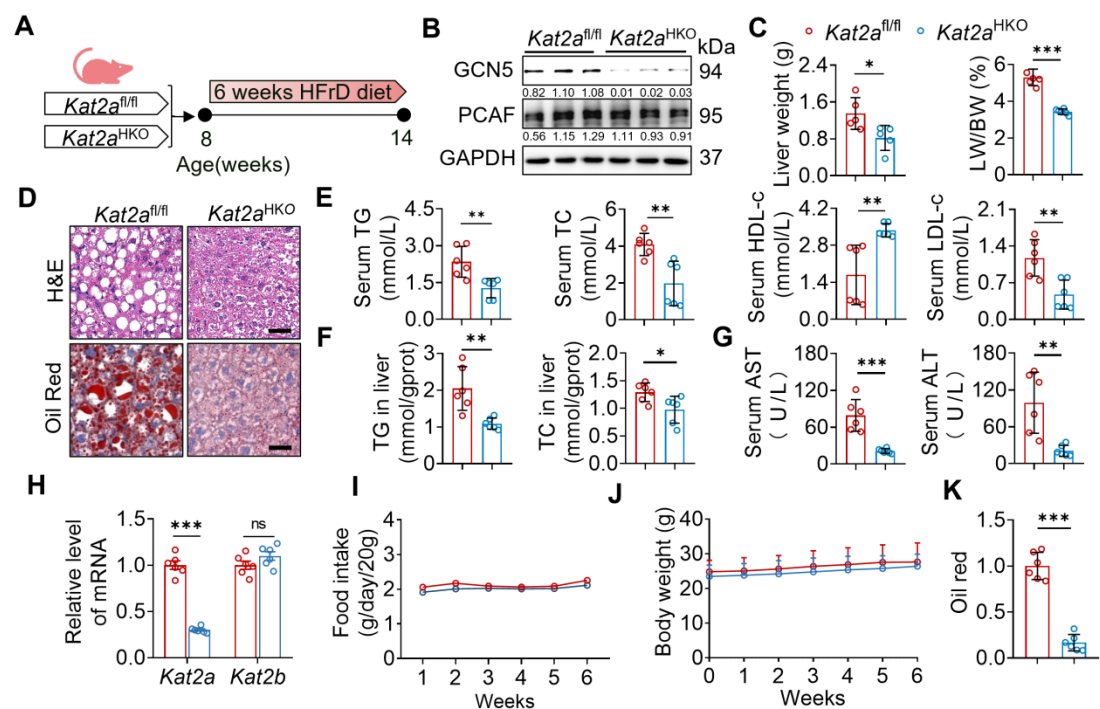 A
Kat2a fl/fl
Kat2a HKO
6 weeks HFrD diet
8
14
Age(weeks)
B
Kat2a fl/fl Kat2a HKO
kDa
GCN5
94
0.82 1.10 1.08 0.01 0.02 0.03
PCAF
95
0.56 1.15 1.29 1.11 0.93 0.91
GAPDH
37
C
Kat2a fl/fl
Kat2a HKO
Liver weight (g)
2.4
1.8
1.2
0.6
0
*
LW/BW (%)
6
4
2
0
***
D
Kat2a fl/fl
Kat2a HKO
H&E
Oil Red
E
Serum TG
(mmol/L)
4.5
3.0
1.5
0
**
Serum TC
(mmol/L)
6.0
4.0
2.0
0
**
Serum HDL-c
(mmol/L)
4.5
3.0
1.5
0
**
Serum LDL-c
(mmol/L)
2.1
1.4
0.7
0
**
F
TG in liver
(mmol/gprot)
3
2
1
0
**
TC in liver
(mmol/gprot)
2.0
1.5
1.0
0.5
0.0
*
G
Serum AST
( U /L)
180
120
60
0
***
Serum ALT
( U /L)
180
120
60
0
**
H
Relative level
of mRNA
1.5
1.0
0.5
0.0
***
ns
Kat2a
Kat2b
I
Food intake
(g/day/20g)
4
3
2
1
0
1 2 3 4 5 6
Weeks
J
Body weight (g)
40
30
20
10
0
0 1 2 3 4 5 6
Weeks
K
Oil red
1.5
1.0
0.5
0.0
***